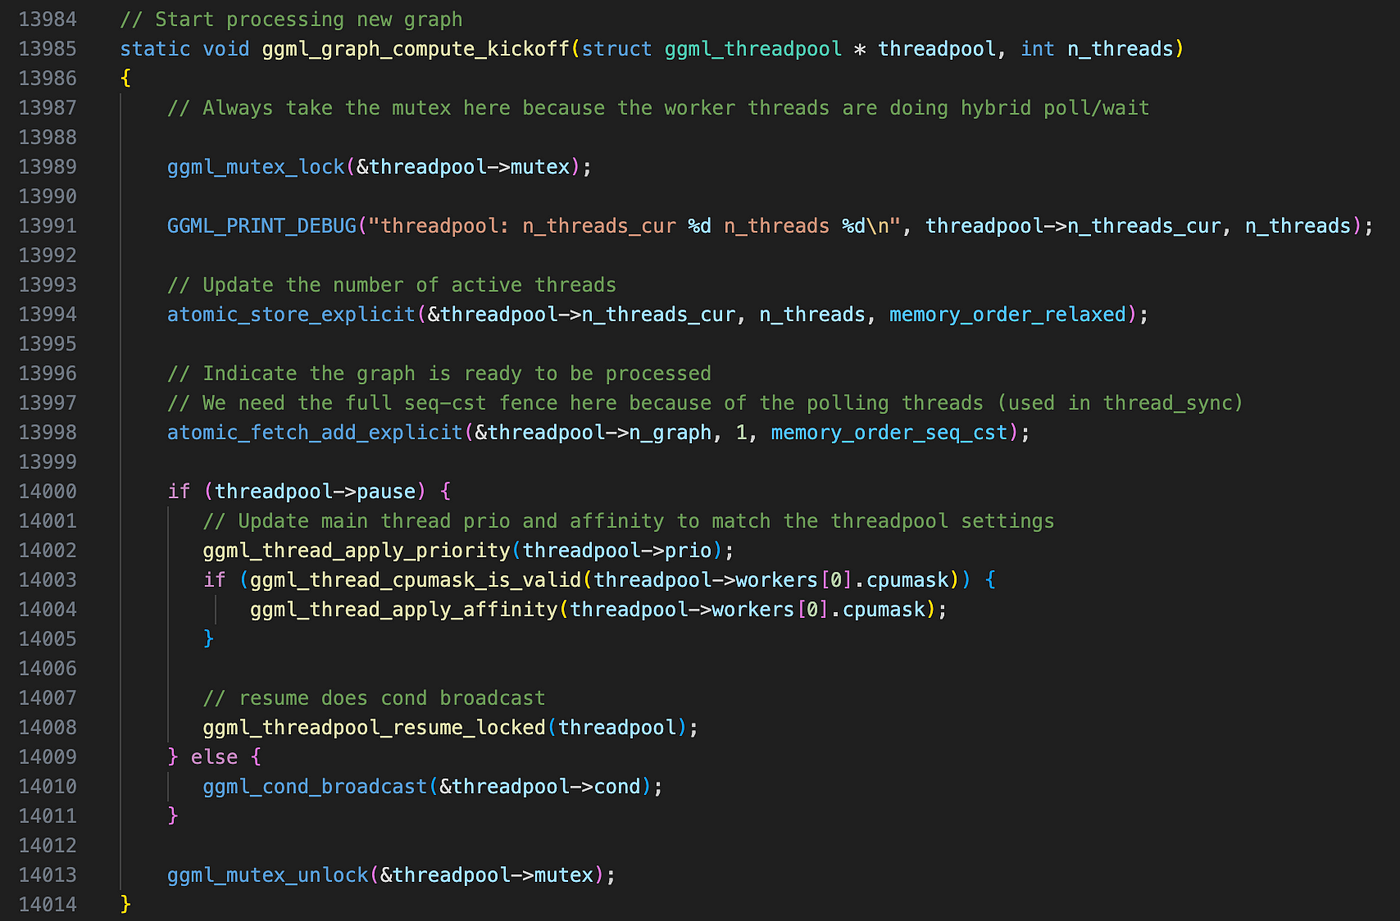 13984 // Start processing new graph
13985 static void ggml_graph_compute_kickoff(struct ggml_threadpool * threadpool, int n_threads)
13986 {
13987 // Always take the mutex here because the worker threads are doing hybrid poll/wait
13988
13989 ggml_mutex_lock(&threadpool->mutex);
13990
13991 GGML_PRINT_DEBUG("threadpool: n_threads_cur %d n_threads %d\n", threadpool->n_threads_cur, n_threads);
13992
13993 // Update the number of active threads
13994 atomic_store_explicit(&threadpool->n_threads_cur, n_threads, memory_order_relaxed);
13995
13996 // Indicate the graph is ready to be processed
13997 // We need the full seq-cst fence here because of the polling threads (used in thread_sync)
13998 atomic_fetch_add_explicit(&threadpool->n_graph, 1, memory_order_seq_cst);
13999
14000 if (threadpool->pause) {
14001 // Update main thread prio and affinity to match the threadpool settings
14002 ggml_thread_apply_priority(threadpool->prio);
14003 if (ggml_thread_cpumask_is_valid(threadpool->workers[0].cpumask)) {
14004 ggml_thread_apply_affinity(threadpool->workers[0].cpumask);
14005 }
14006
14007 // resume does cond broadcast
14008 ggml_threadpool_resume_locked(threadpool);
14009 } else {
14010 ggml_cond_broadcast(&threadpool->cond);
14011 }
14012
14013 ggml_mutex_unlock(&threadpool->mutex);
14014 }